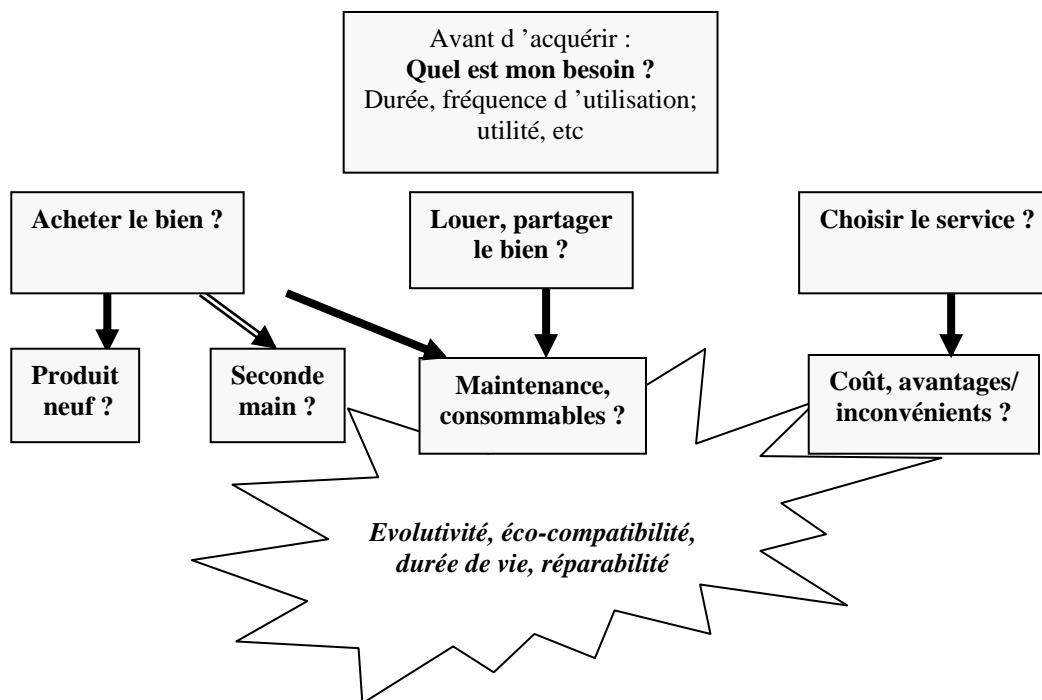 Avant d ’acquérir :
Quel est mon besoin ?
Durée, fréquence d ’utilisation;
utilité, etc
Acheter le bien ?
Louer, partager
le bien ?
Choisir le service ?
Produit
neuf ?
Seconde
main ?
Maintenance,
consommables ?
Coût, avantages/
inconvénients ?
Evolutivité, éco-compatibilité,
durée de vie, réparabilité